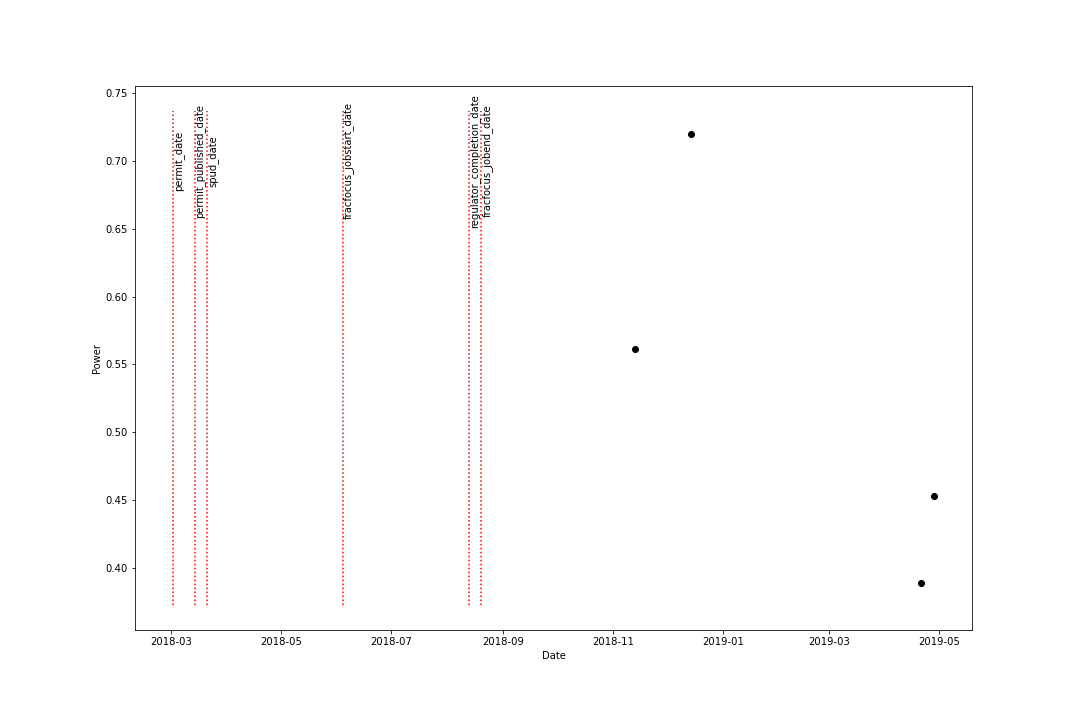 0.75
0.70
0.65
0.60
0.55
0.50
0.45
0.40
Power
permit_date
permit_published_date
spud_date
fracfocus_jobstart_date
regulator_completion_date
fracfocus_jobend_date
2018-03
2018-05
2018-07
2018-09
2018-11
2019-01
2019-03
2019-05
Date